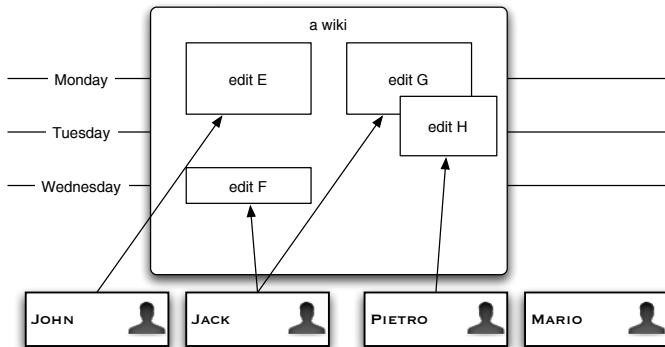 a wiki
Monday
edit E
edit G
Tuesday
edit H
Wednesday
edit F
JOHN
JACK
PIETRO
MARIO